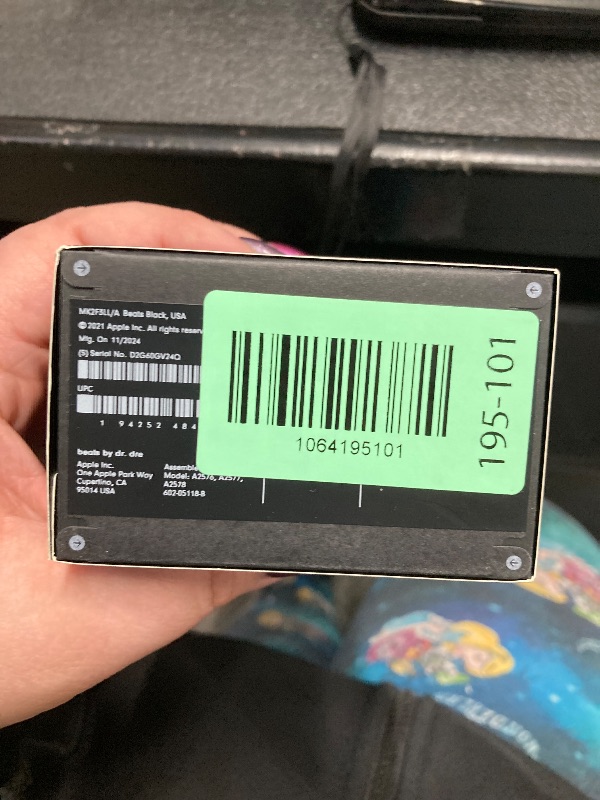 MK2F3LL/A Beats Black, USA
© 2021 Apple Inc. All rights
Mfg. On 11/2024
(S) Serial No. D2G60GV24Q
UPC
1 94252 484
beats by dr. dre
Apple Inc.
One Apple Park Way
Cupertino, CA
95014 USA
Model: A2576, A2577,
A2578
602-05118-B
1064195101
195-101